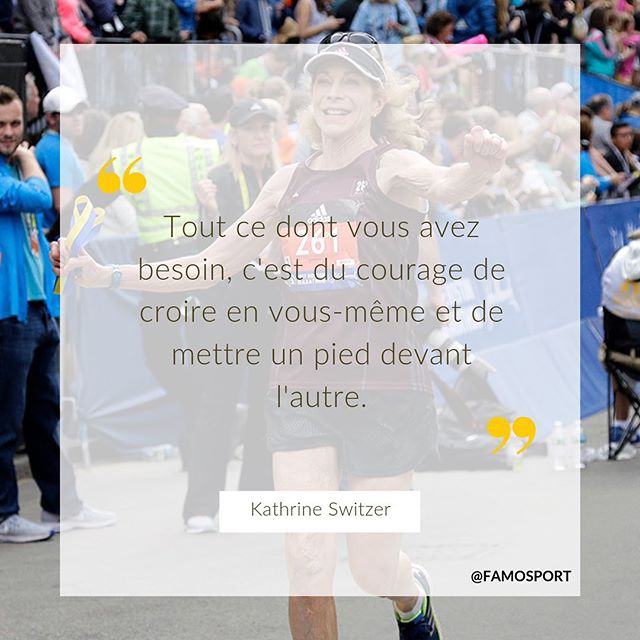 Tout ce dont vous avez
besoin, c'est du courage de
croire en vous-même et de
mettre un pied devant
l'autre.
Kathrine Switzer
@FAMOSPORT
261